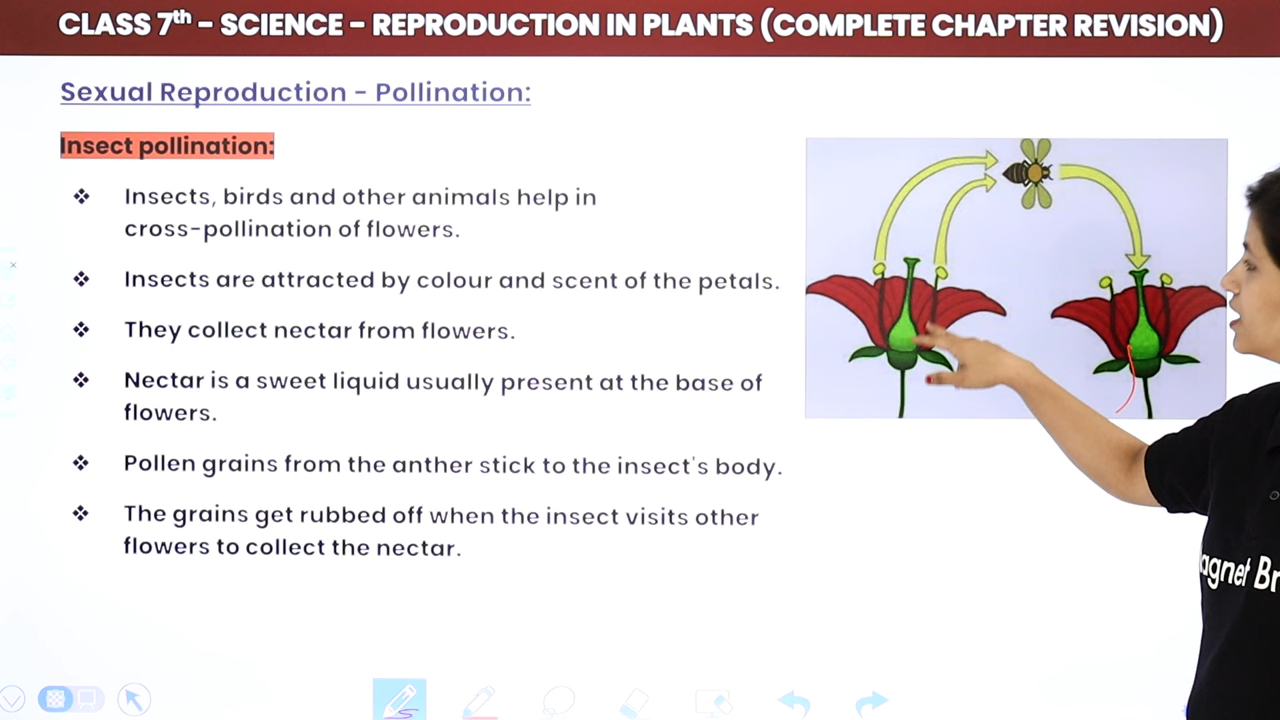 CLASS 7th – SCIENCE – REPRODUCTION IN PLANTS (COMPLETE CHAPTER REVISION)
Sexual Reproduction - Pollination:
Insect pollination:
❖ Insects, birds and other animals help in
cross-pollination of flowers.
❖ Insects are attracted by colour and scent of the petals.
❖ They collect nectar from flowers.
❖ Nectar is a sweet liquid usually present at the base of
flowers.
❖ Pollen grains from the anther stick to the insect's body.
❖ The grains get rubbed off when the insect visits other
flowers to collect the nectar.
agnet Br